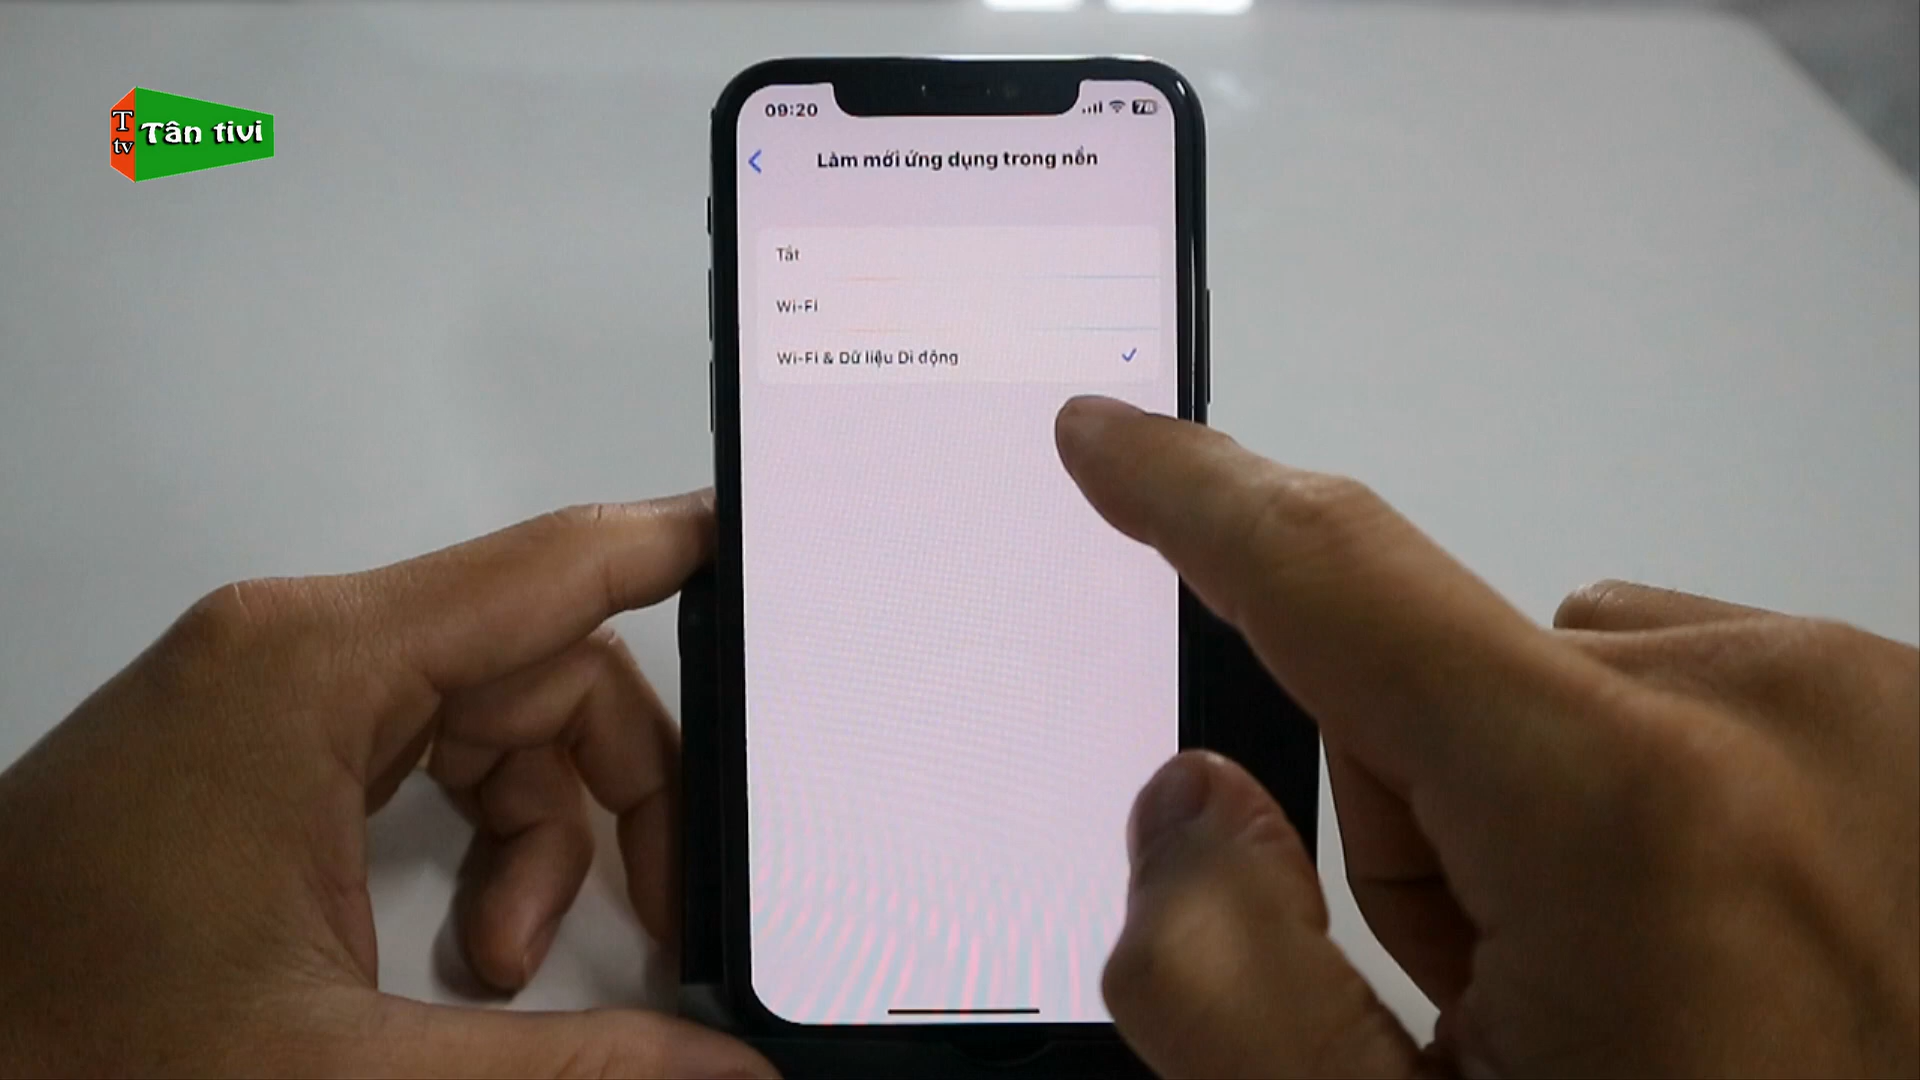 T
tv
Tân tivi
09:20
78
Làm mới ứng dụng trong nền
Tắt
Wi-Fi
Wi-Fi & Dữ liệu Di động